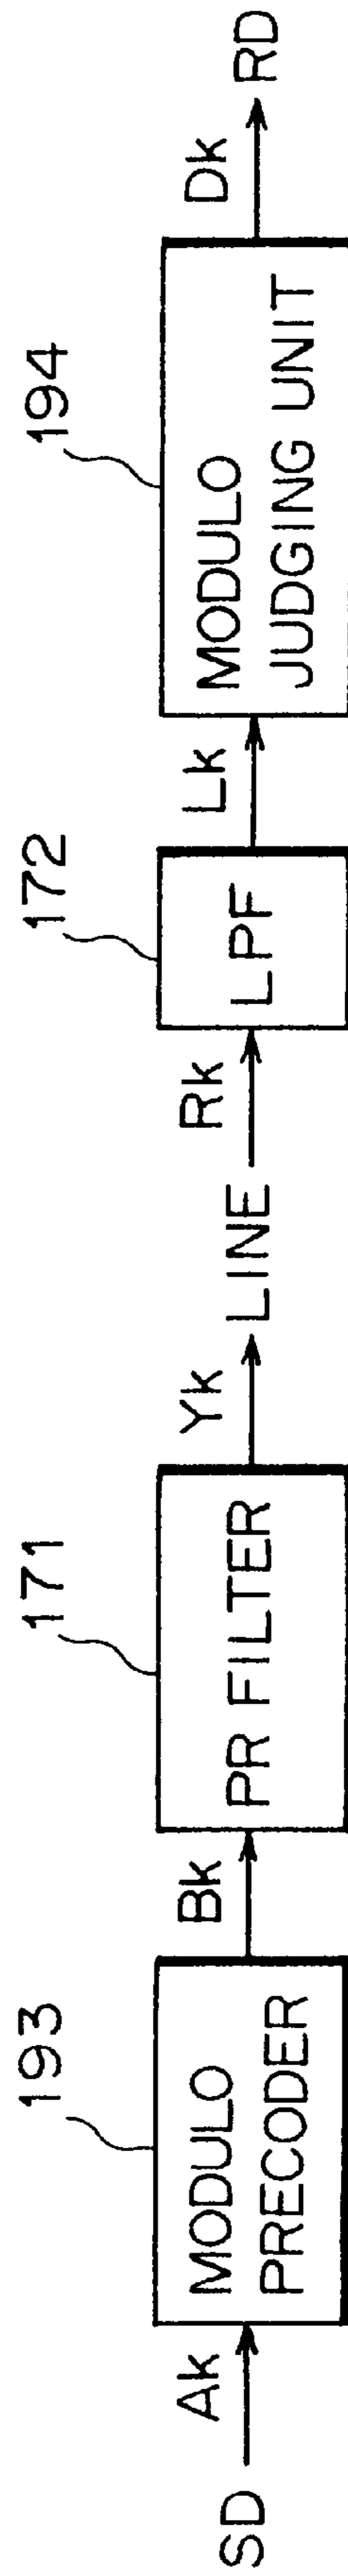 SD
Ak
193
MODULO
PRECODER
Bk
171
PR FILTER
Yk
LINE
Rk
172
LPF
Lk
194
MODULO
JUDGING UNIT
Dk
RD